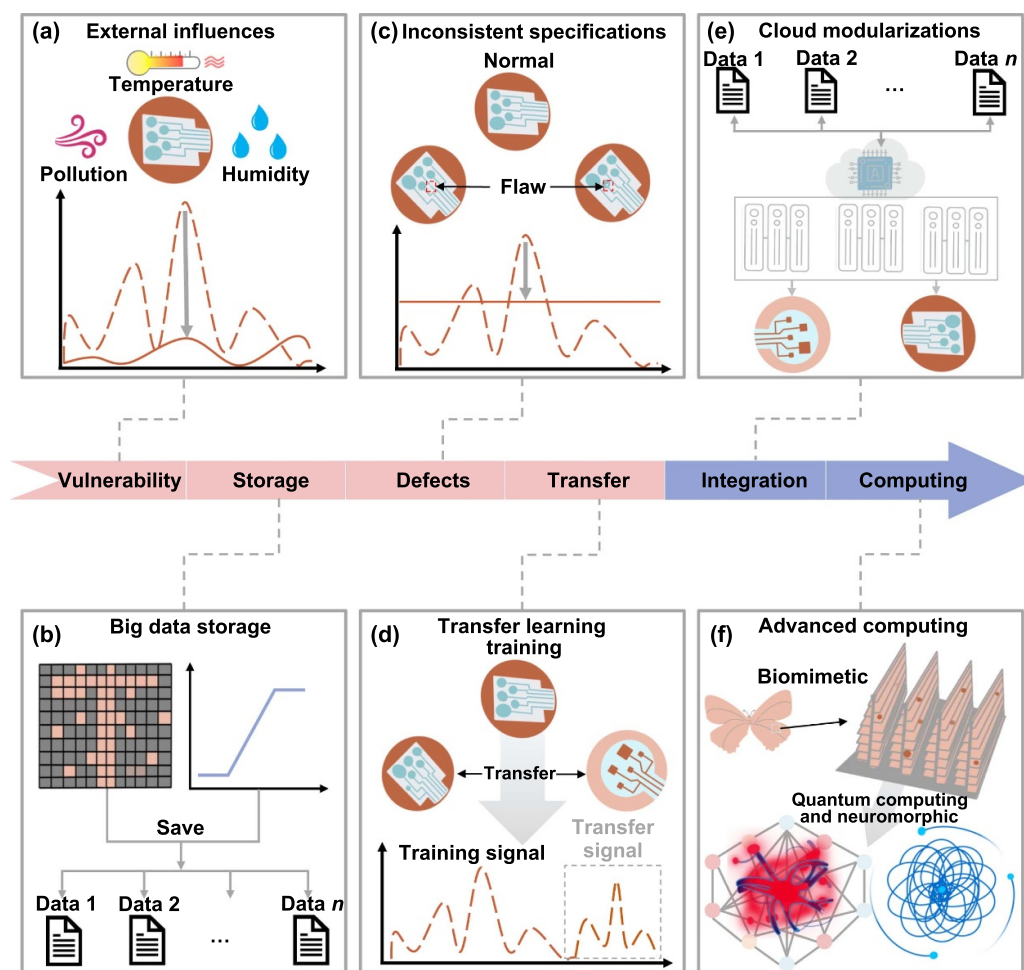 (a)
External influences
Temperature
Pollution
Humidity
(c)
Inconsistent specifications
Normal
Flaw
(e)
Cloud modularizations
Data 1
Data 2
...
Data n
A
Vulnerability
Storage
Defects
Transfer
Integration
Computing
(b)
Big data storage
Save
Data 1
Data 2
...
Data n
(d)
Transfer learning
training
Transfer
Transfer
signal
Training signal
(f)
Advanced computing
Biomimetic
Quantum computing
and neuromorphic